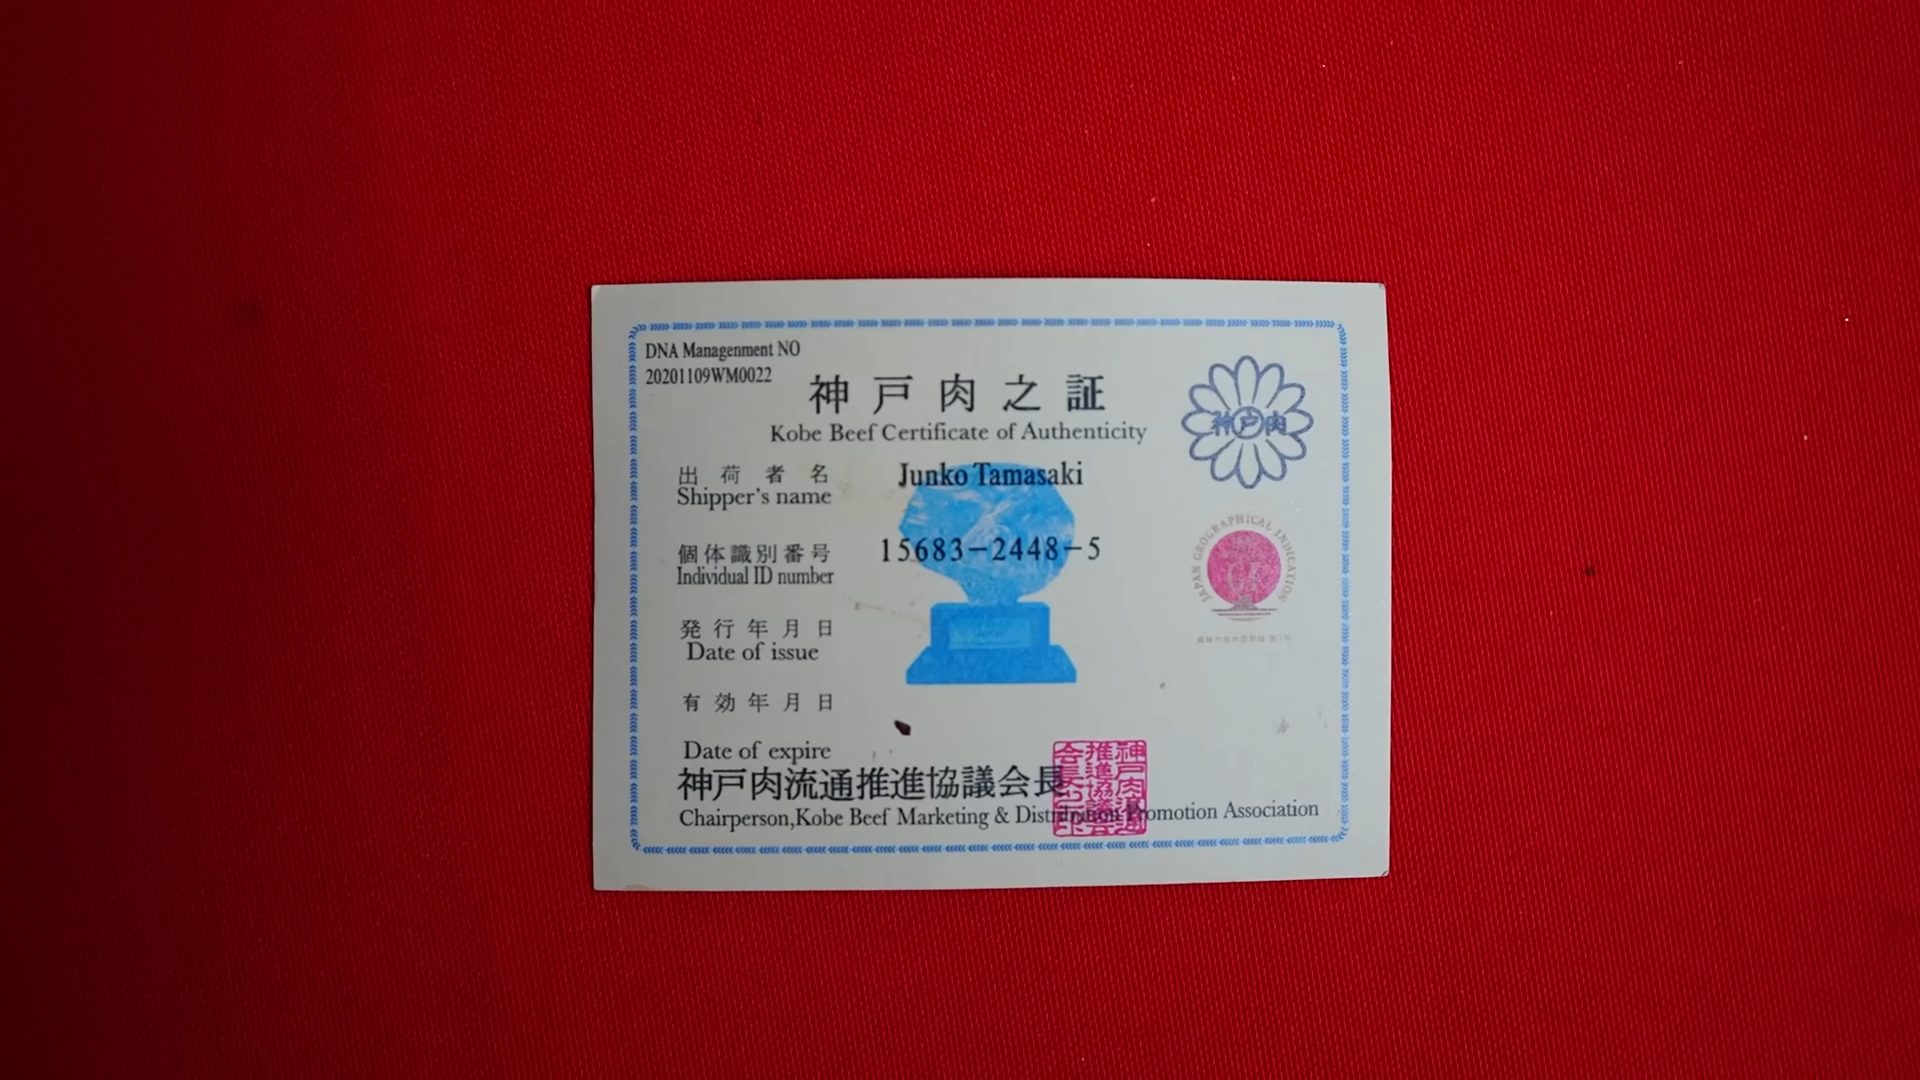 DNA Managenment NO
20201109WM0022
神戸肉之証
Kobe Beef Certificate of Authenticity
神戸肉
出荷者名
Junko Tamasaki
Shipper's name
JAPAN GEOGRAPHICAL INDICATION
GI
個体識別番号
15683-2448-5
Individual ID number
発行年月日
Date of issue
有効年月日
Date of expire
神戸肉流通推進協議会長
Chairperson,Kobe Beef Marketing & Distribution Promotion Association